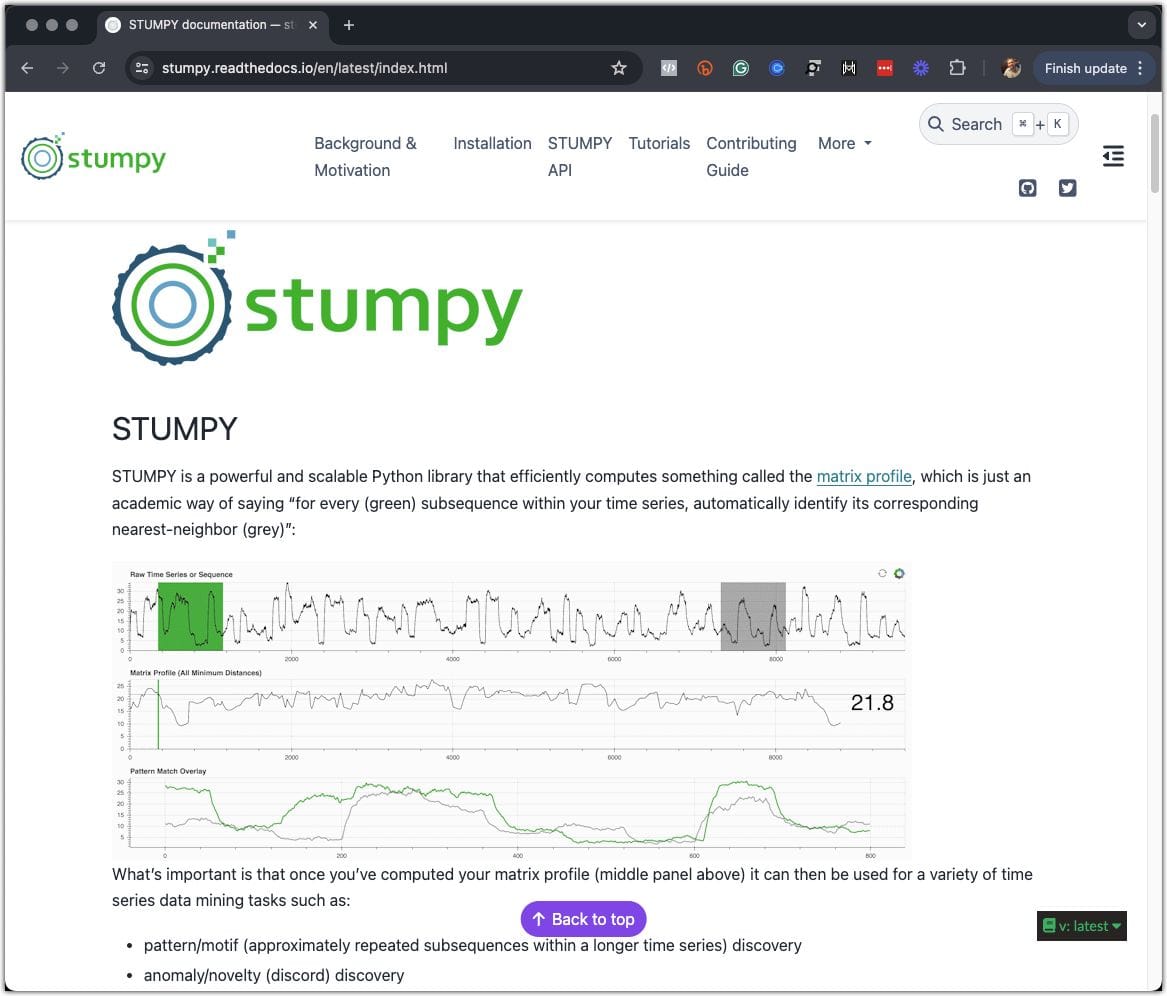 STUMPY documentation — st
stumpy.readthedocs.io/en/latest/index.html
Finish update
stumpy
Background &
Motivation
Installation
STUMPY
API
Tutorials
Contributing
Guide
More
Search ⌘ + K
stumpy
STUMPY
STUMPY is a powerful and scalable Python library that efficiently computes something called the matrix profile, which is just an
academic way of saying “for every (green) subsequence within your time series, automatically identify its corresponding
nearest-neighbor (grey)”:
Raw Time Series or Sequence
30
25
20
15
10
5
0
0 2000 4000 6000 8000
Matrix Profile (All Minimum Distances)
25
20
15
10
5
0
21.8
0 2000 4000 6000 8000
Pattern Match Overlay
30
25
20
15
10
5
0 200 400 600 800
What’s important is that once you’ve computed your matrix profile (middle panel above) it can then be used for a variety of time
series data mining tasks such as:
↑ Back to top
v: latest
• pattern/motif (approximately repeated subsequences within a longer time series) discovery
• anomaly/novelty (discord) discovery